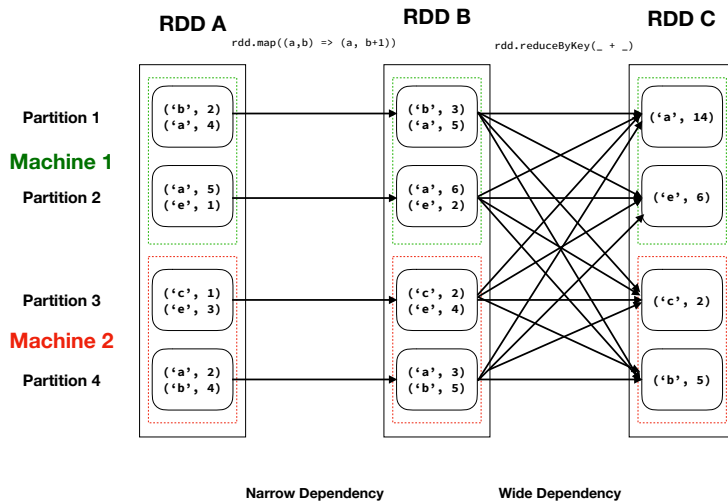 RDD A
RDD B
RDD C
rdd.map((a,b) => (a, b+1))
rdd.reduceByKey(_ + _)
Partition 1
(‘b’, 2)
(‘a’, 4)
(‘b’, 3)
(‘a’, 5)
(‘a’, 14)
Machine 1
Partition 2
(‘a’, 5)
(‘e’, 1)
(‘a’, 6)
(‘e’, 2)
(‘e’, 6)
Partition 3
(‘c’, 1)
(‘e’, 3)
(‘c’, 2)
(‘e’, 4)
(‘c’, 2)
Machine 2
Partition 4
(‘a’, 2)
(‘b’, 4)
(‘a’, 3)
(‘b’, 5)
(‘b’, 5)
Narrow Dependency
Wide Dependency